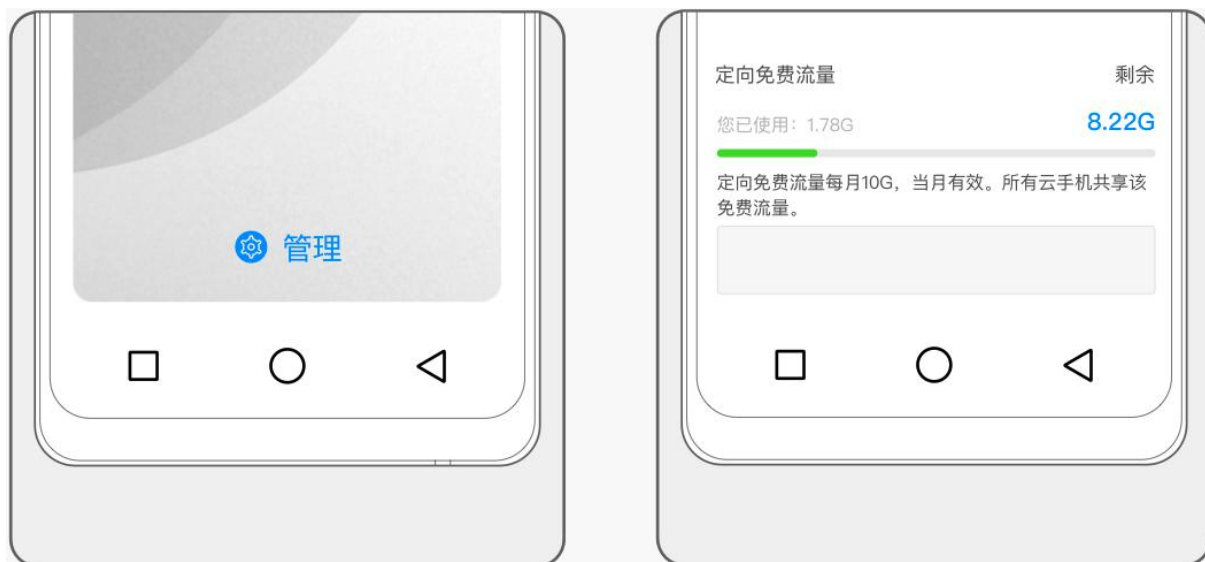 管理
定向免费流量
剩余
您已使用：1.78G
8.22G
定向免费流量每月10G，当月有效。所有云手机共享该
免费流量。